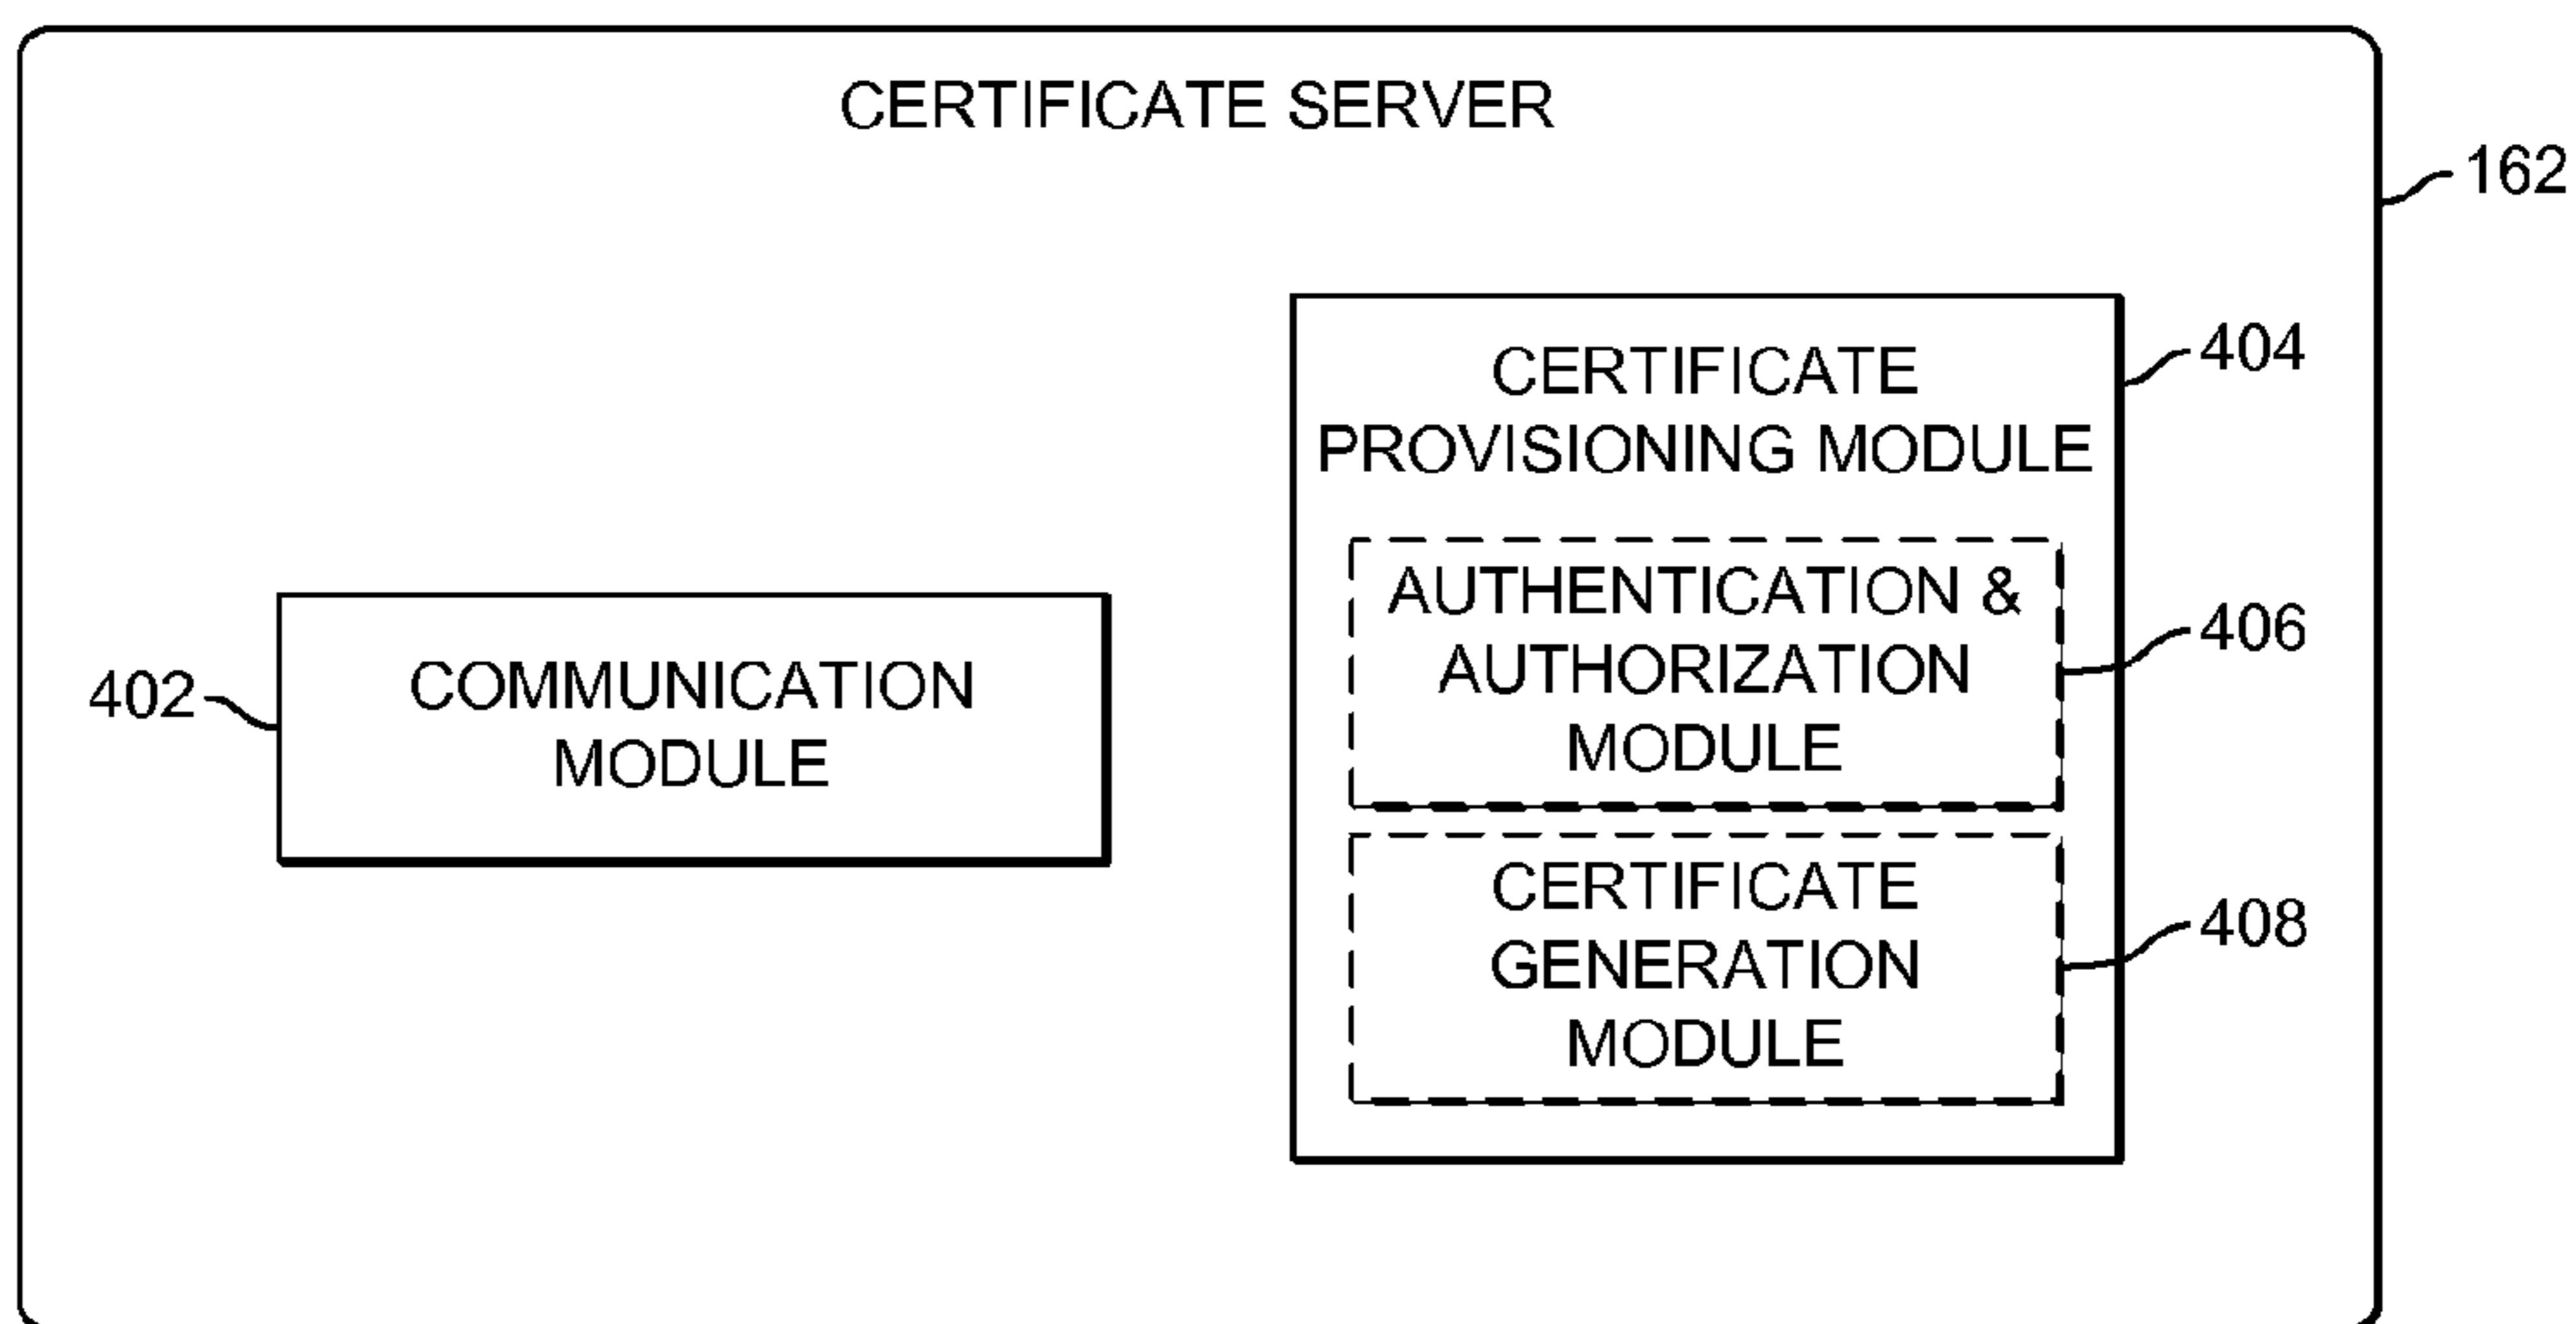 CERTIFICATE SERVER
162
CERTIFICATE
PROVISIONING MODULE
404
AUTHENTICATION &
AUTHORIZATION
MODULE
406
COMMUNICATION
MODULE
402
CERTIFICATE
GENERATION
MODULE
408